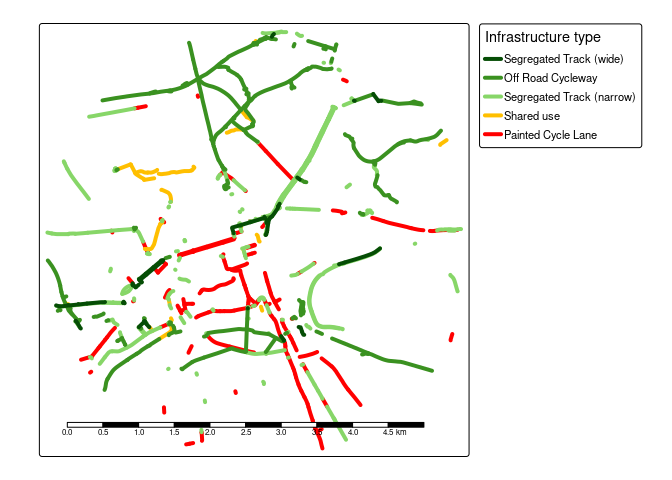 Infrastructure type
Segregated Track (wide)
Off Road Cycleway
Segregated Track (narrow)
Shared use
Painted Cycle Lane
0.0 0.5 1.0 1.5 2.0 2.5 3.0 3.5 4.0 4.5 km